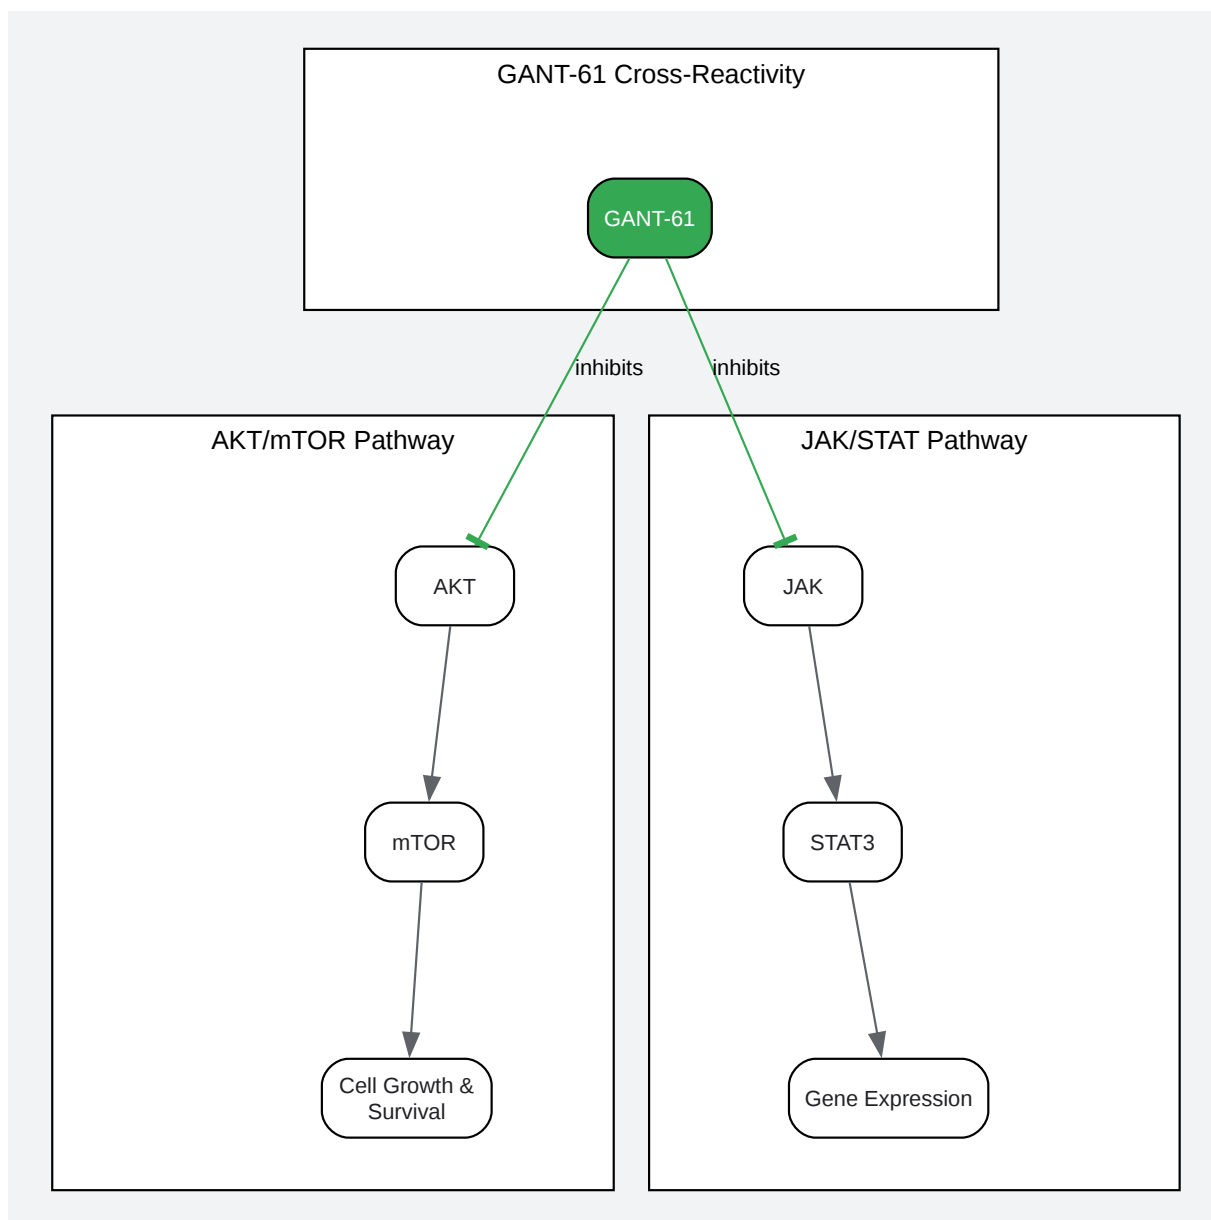 GANT-61 Cross-Reactivity
GANT-61
inhibits
inhibits
AKT/mTOR Pathway
AKT
mTOR
Cell Growth &
Survival
JAK/STAT Pathway
JAK
STAT3
Gene Expression